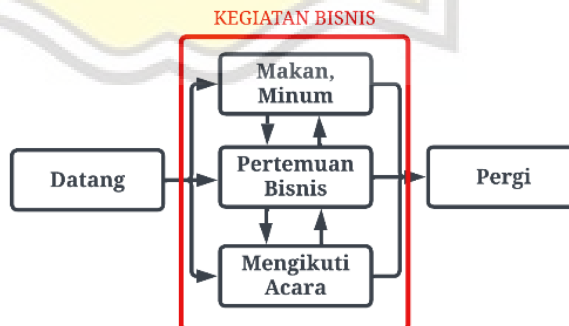 KEGIATAN BISNIS
Makan,
Minum
Datang
Pertemuan
Bisnis
Pergi
Mengikuti
Acara